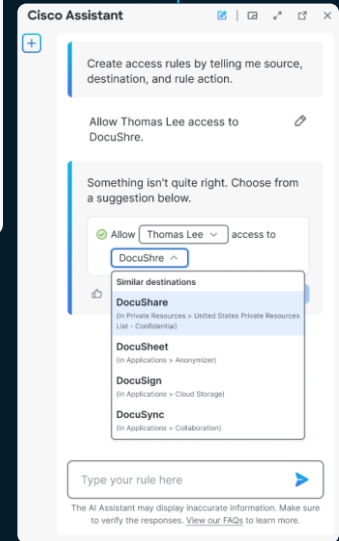 Cisco Assistant
Create access rules by telling me source,
destination, and rule action.
Allow Thomas Lee access to
DocuShre.
Something isn't quite right. Choose from
a suggestion below.
Allow Thomas Lee access to
DocuShre
Similar destinations
DocuShare
(in Private Resources > United States Private Resources
List - Confidential)
DocuSheet
(in Applications > Anonymizer)
DocuSign
(in Applications > Cloud Storage)
DocuSync
(in Applications > Collaboration)
Type your rule here
The AI Assistant may display inaccurate information. Make sure
to verify the responses. View our FAQs to learn more.